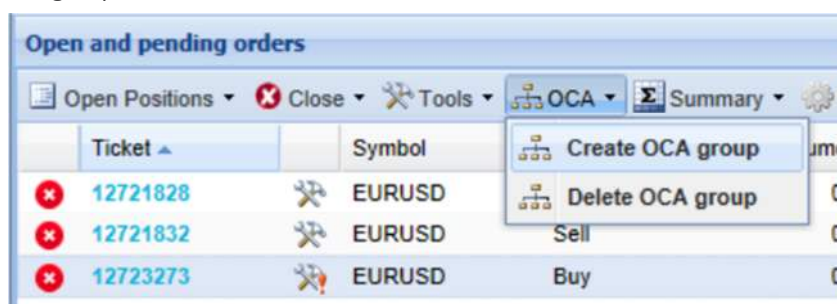 Open and pending orders
Open Positions Close Tools OCA Summary
Ticket Symbol Create OCA group
12721828 EURUSD Delete OCA group
12721832 EURUSD Sell
12723273 EURUSD Buy